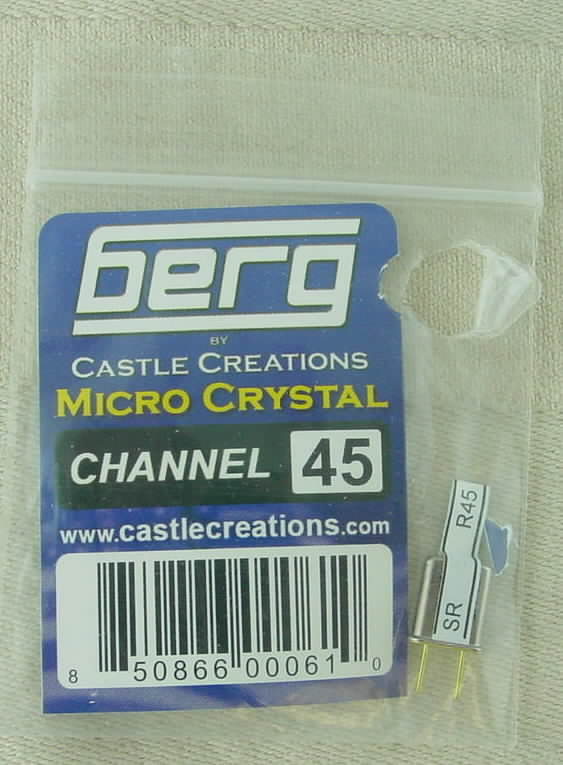 berg
BY
CASTLE CREATIONS
MICRO CRYSTAL
CHANNEL 45
www.castlecreations.com
8 50866 00061 0
SR R45